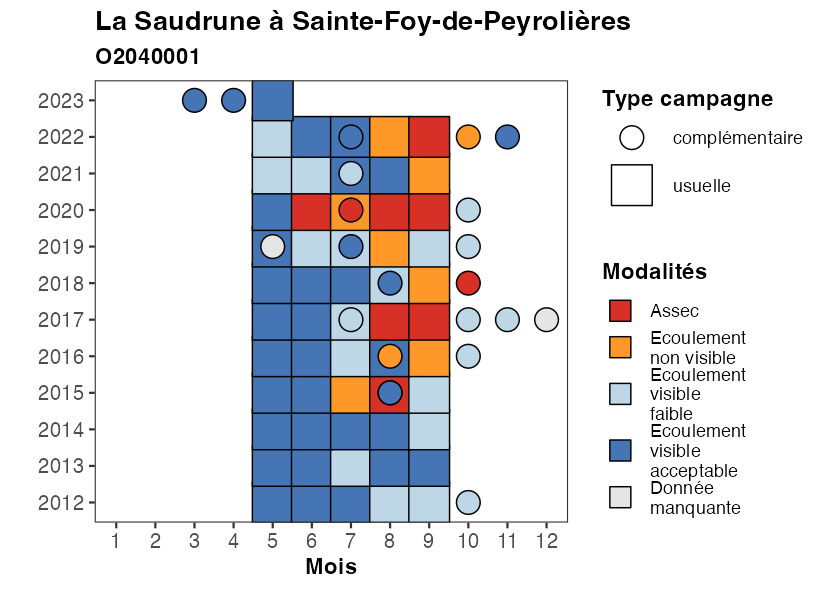 La Saudrune à Sainte-Foy-de-Peyrolières
O2040001
2023
2022
2021
2020
2019
2018
2017
2016
2015
2014
2013
2012
1 2 3 4 5 6 7 8 9 10 11 12
Mois
Type campagne
complémentaire
usuelle
Modalités
Assec
Ecoulement
non visible
Ecoulement
visible
faible
Ecoulement
visible
acceptable
Donnée
manquante